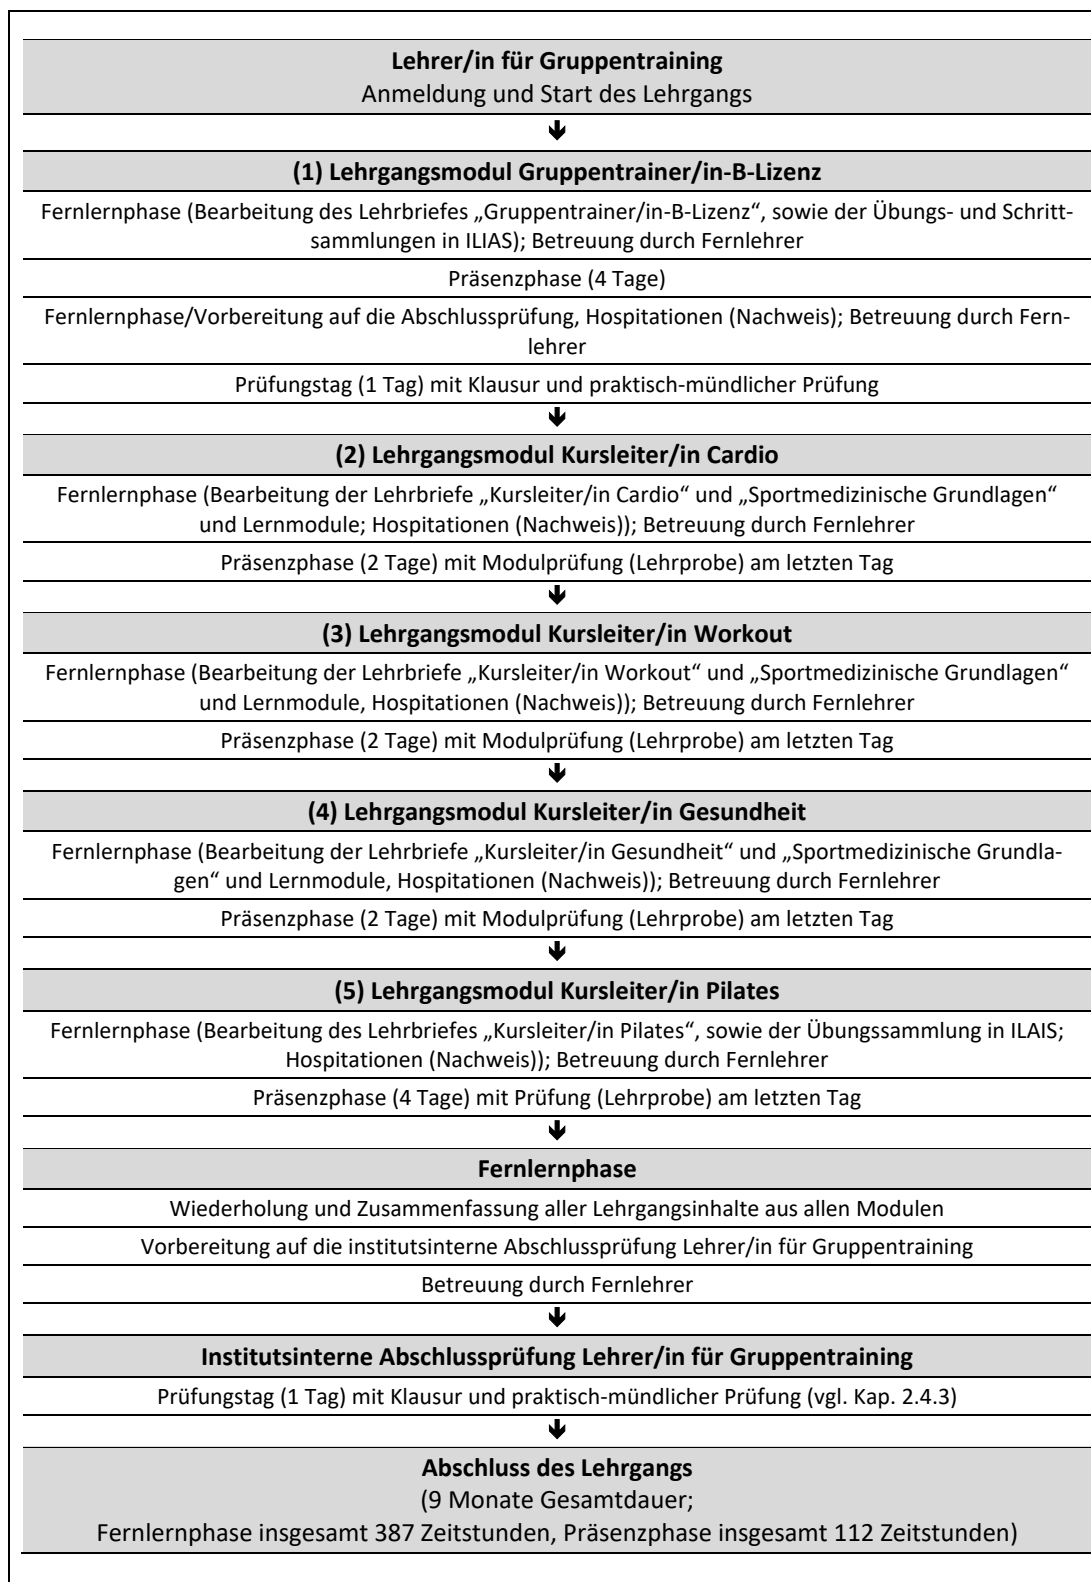 Lehrer/in für Gruppentraining
Anmeldung und Start des Lehrgangs
(1) Lehrgangsmodul Gruppentrainer/in-B-Lizenz
Fernlernphase (Bearbeitung des Lehrbriefes „Gruppentrainer/in-B-Lizenz“, sowie der Übungs- und Schritt-
sammlungen in ILIAS); Betreuung durch Fernlehrer
Präsenzphase (4 Tage)
Fernlernphase/Vorbereitung auf die Abschlussprüfung, Hospitationen (Nachweis); Betreuung durch Fern-
lehrer
Prüfungstag (1 Tag) mit Klausur und praktisch-mündlicher Prüfung
(2) Lehrgangsmodul Kursleiter/in Cardio
Fernlernphase (Bearbeitung der Lehrbriefe „Kursleiter/in Cardio“ und „Sportmedizinische Grundlagen“
und Lernmodule; Hospitationen (Nachweis)); Betreuung durch Fernlehrer
Präsenzphase (2 Tage) mit Modulprüfung (Lehrprobe) am letzten Tag
(3) Lehrgangsmodul Kursleiter/in Workout
Fernlernphase (Bearbeitung der Lehrbriefe „Kursleiter/in Workout“ und „Sportmedizinische Grundlagen“
und Lernmodule, Hospitationen (Nachweis)); Betreuung durch Fernlehrer
Präsenzphase (2 Tage) mit Modulprüfung (Lehrprobe) am letzten Tag
(4) Lehrgangsmodul Kursleiter/in Gesundheit
Fernlernphase (Bearbeitung der Lehrbriefe „Kursleiter/in Gesundheit“ und „Sportmedizinische Grundla-
gen“ und Lernmodule, Hospitationen (Nachweis)); Betreuung durch Fernlehrer
Präsenzphase (2 Tage) mit Modulprüfung (Lehrprobe) am letzten Tag
(5) Lehrgangsmodul Kursleiter/in Pilates
Fernlernphase (Bearbeitung des Lehrbriefes „Kursleiter/in Pilates“, sowie der Übungssammlung in ILAIS;
Hospitationen (Nachweis)); Betreuung durch Fernlehrer
Präsenzphase (4 Tage) mit Prüfung (Lehrprobe) am letzten Tag
Fernlernphase
Wiederholung und Zusammenfassung aller Lehrgangsinhalte aus allen Modulen
Vorbereitung auf die institutsinterne Abschlussprüfung Lehrer/in für Gruppentraining
Betreuung durch Fernlehrer
Institutsinterne Abschlussprüfung Lehrer/in für Gruppentraining
Prüfungstag (1 Tag) mit Klausur und praktisch-mündlicher Prüfung (vgl. Kap. 2.4.3)
Abschluss des Lehrgangs
(9 Monate Gesamtdauer;
Fernlernphase insgesamt 387 Zeitstunden, Präsenzphase insgesamt 112 Zeitstunden)